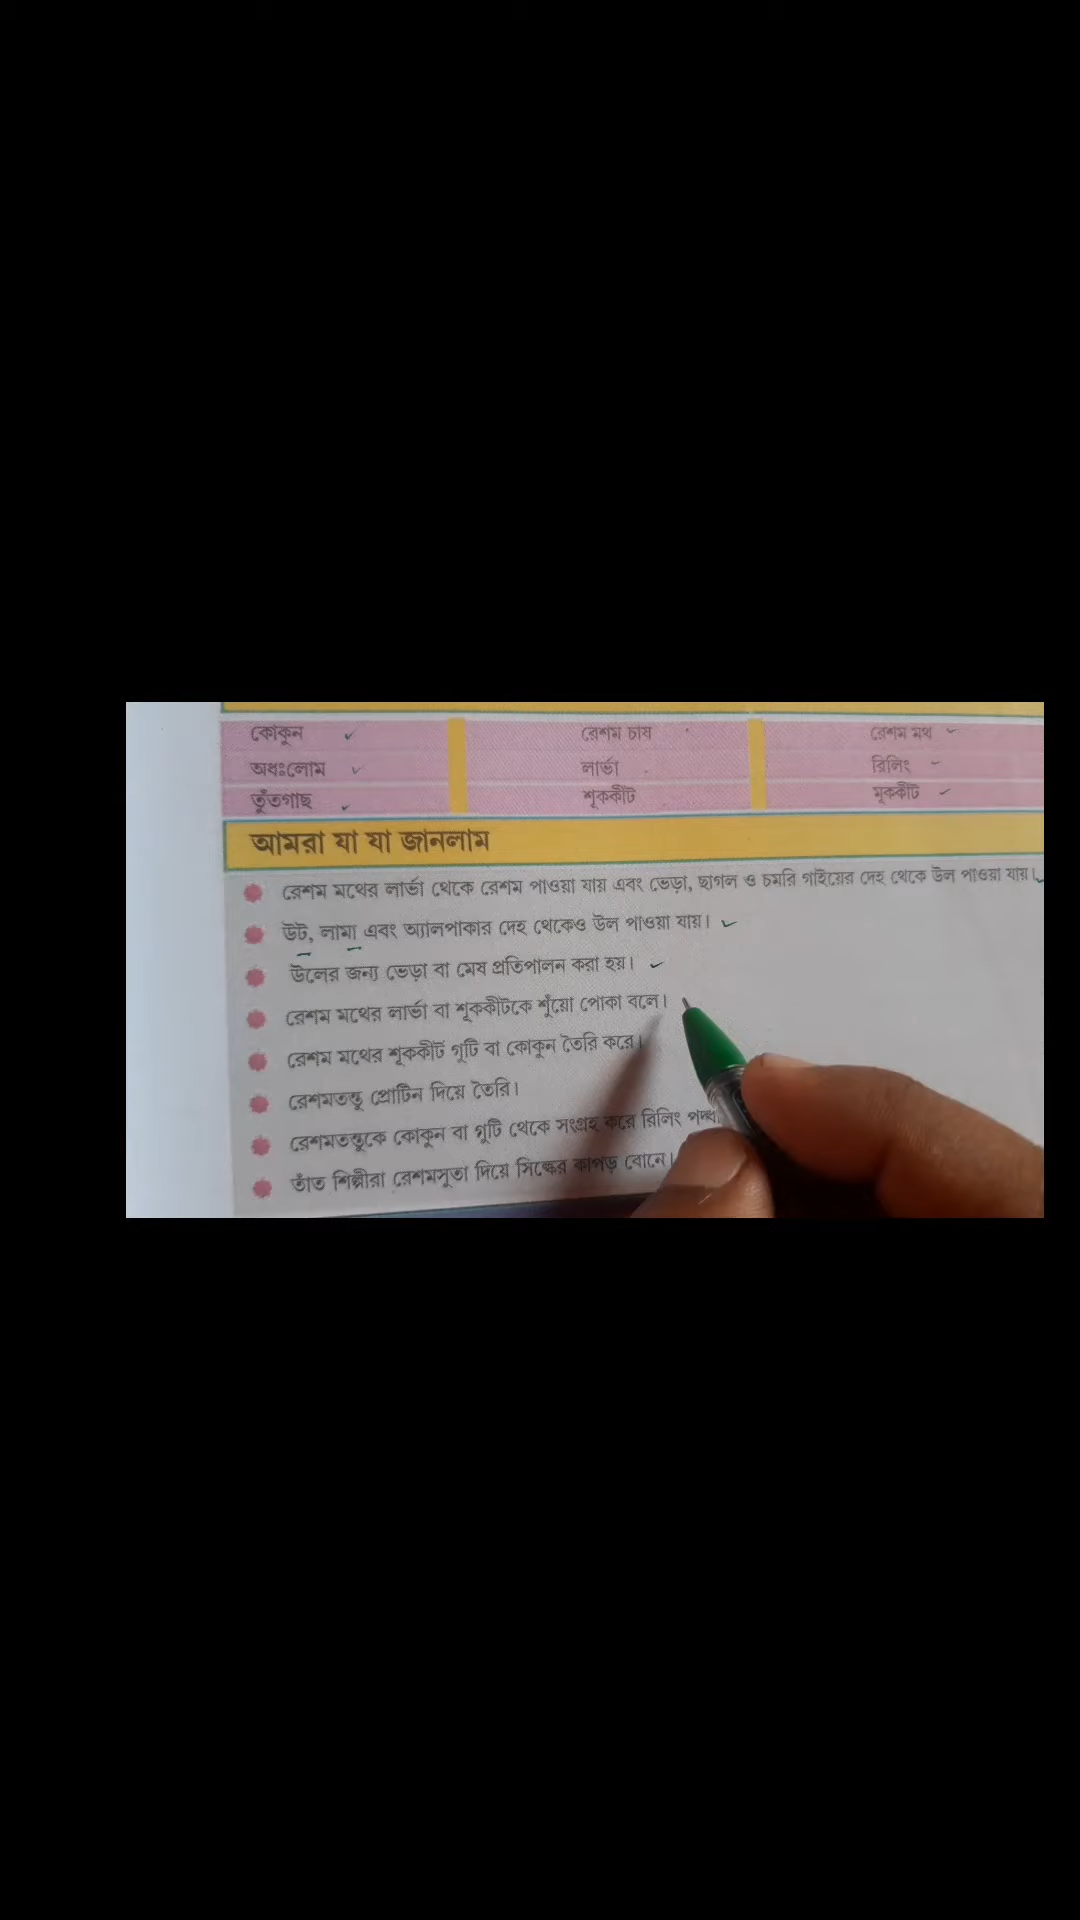 কোকুন রেশম চাষ রেশম মথ
অধঃলোম লার্ভা রিলিং
তুঁতগাছ শূককীট মূককীট
আমরা যা যা জানলাম
রেশম মথের লার্ভা থেকে রেশম পাওয়া যায় এবং ভেড়া, ছাগল ও চমরি গাইয়ের দেহ থেকে উল পাওয়া যায়।
উট, লামা এবং অ্যালপাকার দেহ থেকেও উল পাওয়া যায়।
উলের জন্য ভেড়া বা মেষ প্রতিপালন করা হয়।
রেশম মথের লার্ভা বা শূককীটকে শুঁয়ো পোকা বলে।
রেশম মথের শূককীট গুটি বা কোকুন তৈরি করে।
রেশমতন্তু প্রোটিন দিয়ে তৈরি।
রেশমতন্তুকে কোকুন বা গুটি থেকে সংগ্রহ করে রিলিং
তাঁত শিল্পীরা রেশমসুতা দিয়ে সিল্কের কাপড় বোনে।